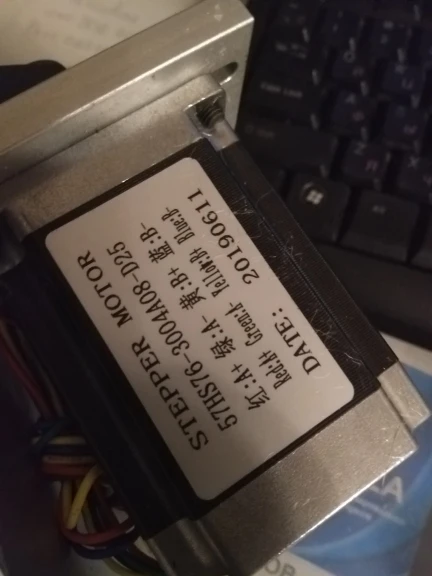 STEPPER MOTOR
57HS76-3004A08-D25
红:A+ 绿:A- 黄:B+ 蓝:B-
Red:A+ Green:A- Yellow:B+ Blue:B-
DATE: 20190611